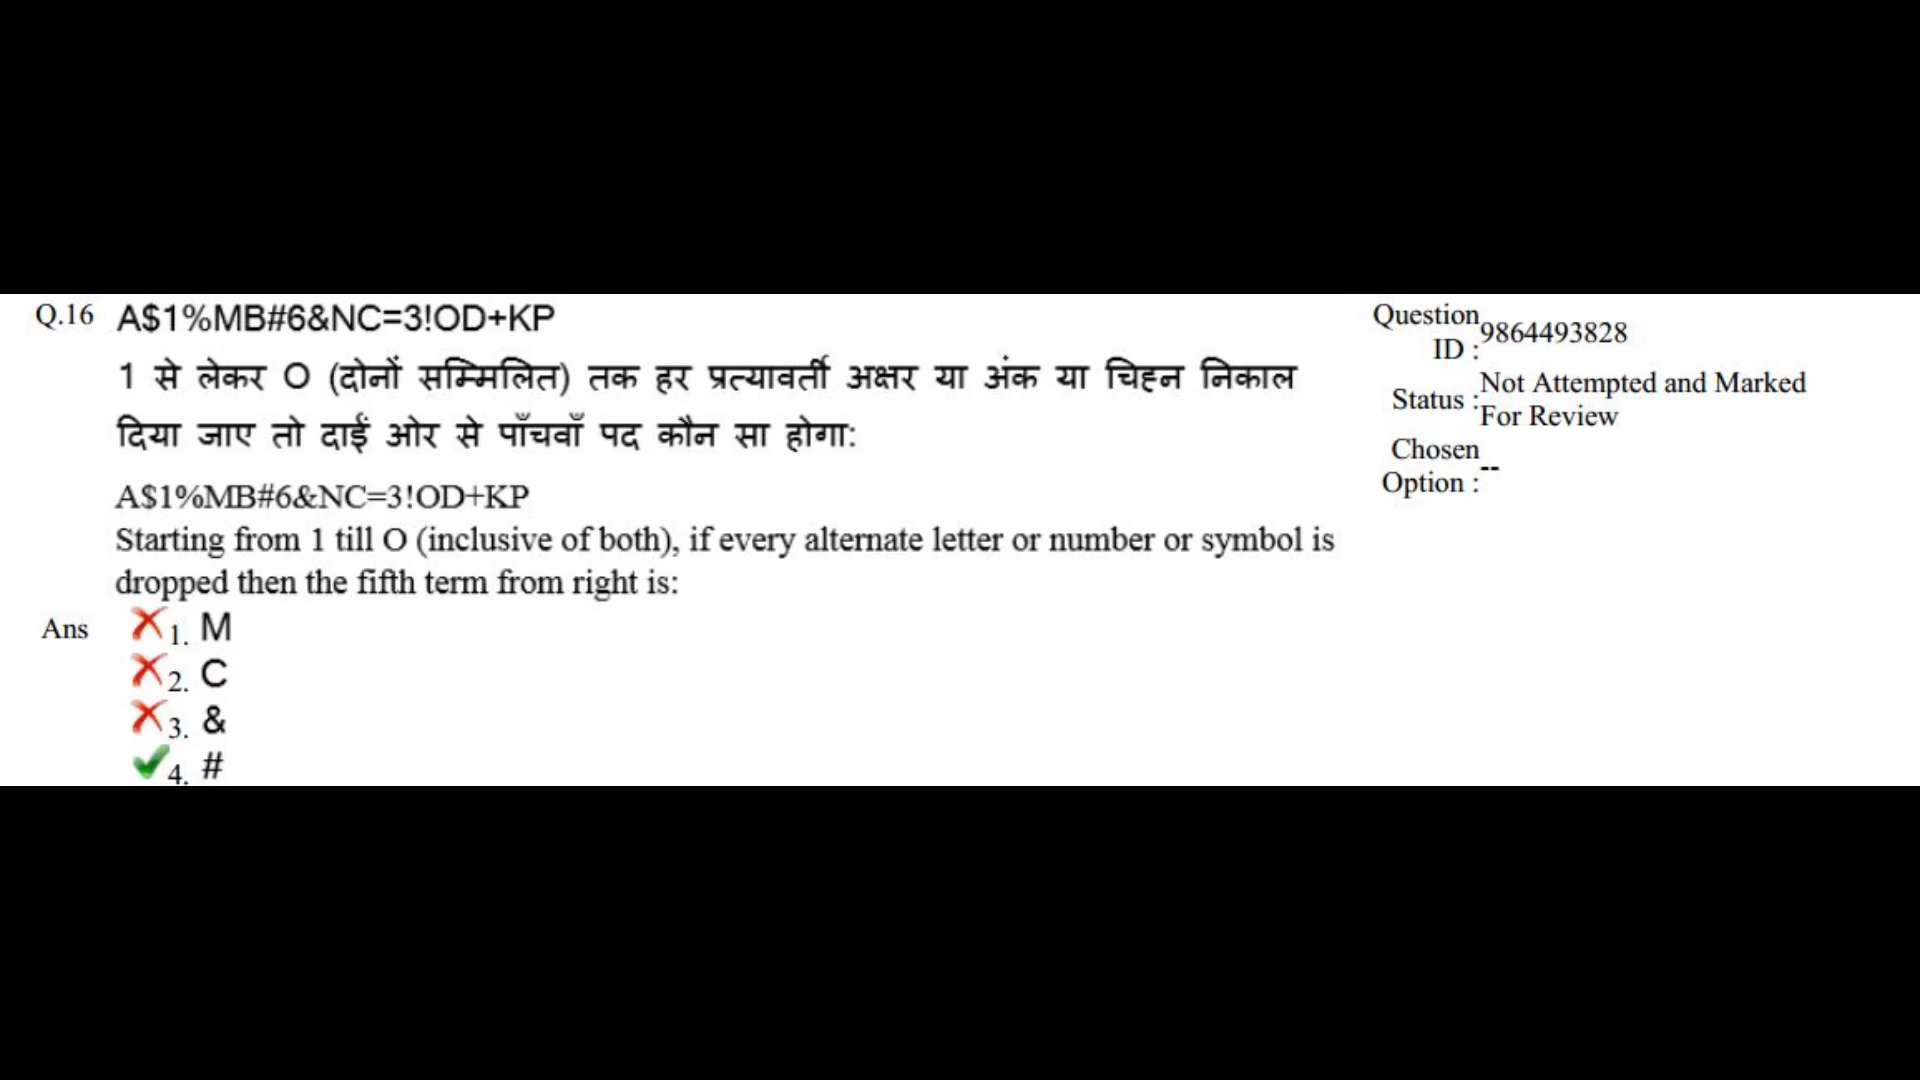 Q.16 A$1%MB#6&NC=3!OD+KP
1 से लेकर O (दोनों सम्मिलित) तक हर प्रत्यावर्ती अक्षर या अंक या चिह्न निकाल
दिया जाए तो दाईं ओर से पाँचवाँ पद कौन सा होगा:
A$1%MB#6&NC=3!OD+KP
Starting from 1 till O (inclusive of both), if every alternate letter or number or symbol is
dropped then the fifth term from right is:
Ans
1. M
2. C
3. &
4. #
Question
ID : 9864493828
Status : Not Attempted and Marked
For Review
Chosen
Option : --